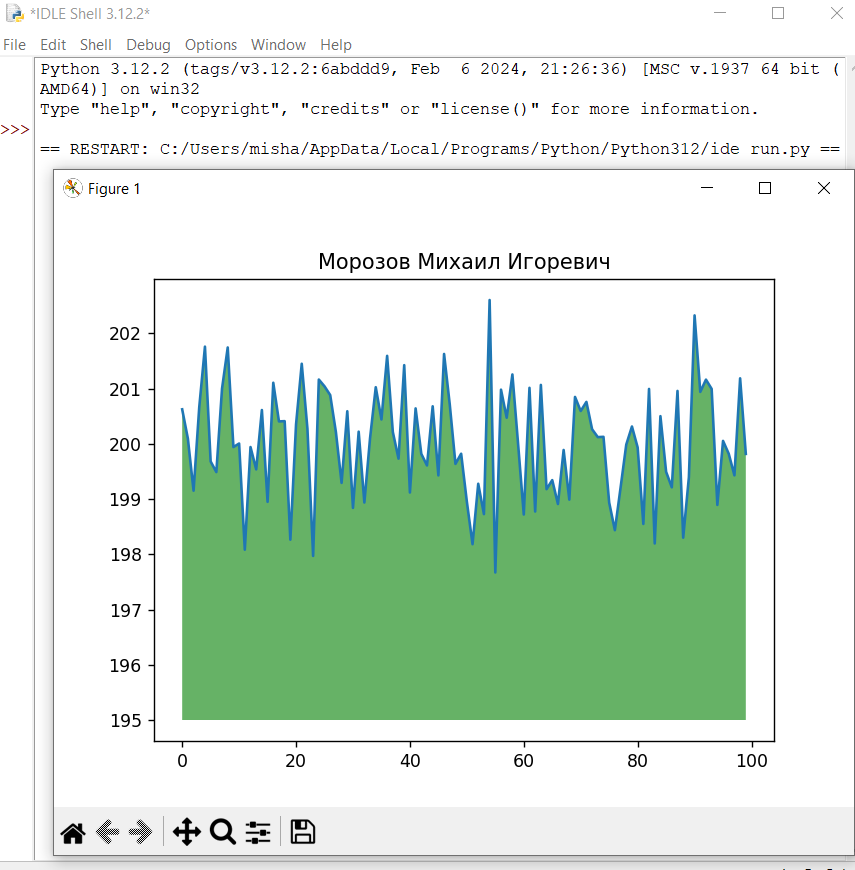 *IDLE Shell 3.12.2*
File Edit Shell Debug Options Window Help
Python 3.12.2 (tags/v3.12.2:6abddd9, Feb  6 2024, 21:26:36) [MSC v.1937 64 bit (
AMD64)] on win32
Type "help", "copyright", "credits" or "license()" for more information.
>>>
== RESTART: C:/Users/misha/AppData/Local/Programs/Python/Python312/ide run.py ==
Figure 1
Морозов Михаил Игоревич
202
201
200
199
198
197
196
195
0 20 40 60 80 100